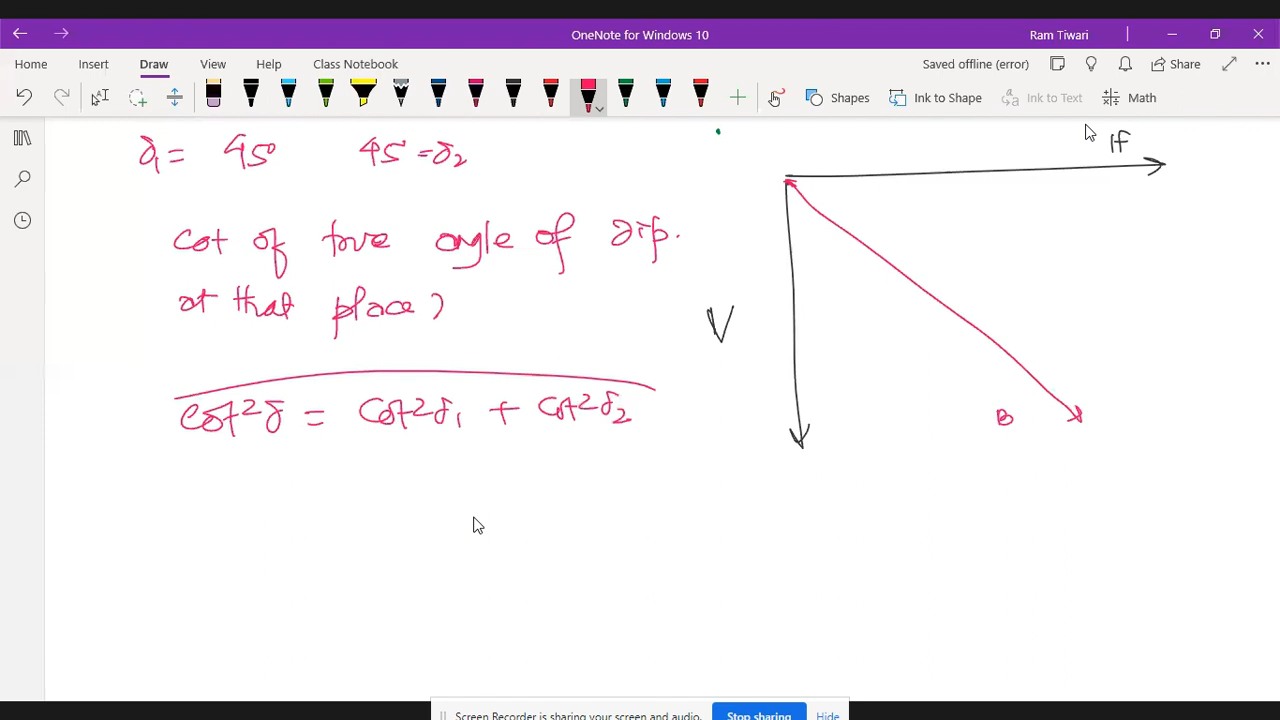 OneNote for Windows 10
Ram Tiwari
Home Insert Draw View Help Class Notebook
Saved offline (error)
Share
Shapes
Ink to Shape
Ink to Text
Math
δ₁ = 45° 45° = δ₂
H
cot of true angle of dip.
at that place)
V
cot²δ = cot²δ₁ + cot²δ₂
B
Screen Recorder is sharing your screen and audio.
Stop sharing
Hide